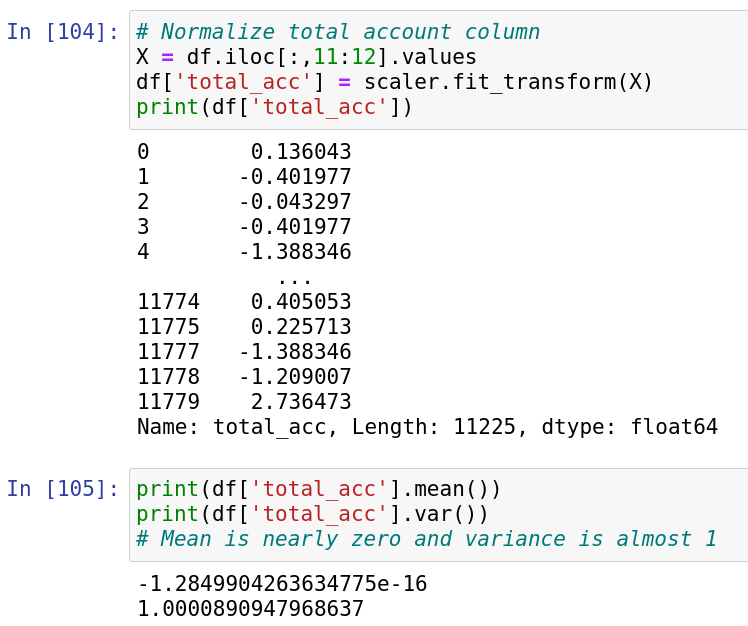 In [104]: # Normalize total account column
X = df.iloc[:,11:12].values
df['total_acc'] = scaler.fit_transform(X)
print(df['total_acc'])
0 0.136043
1 -0.401977
2 -0.043297
3 -0.401977
4 -1.388346
...
11774 0.405053
11775 0.225713
11777 -1.388346
11778 -1.209007
11779 2.736473
Name: total_acc, Length: 11225, dtype: float64
In [105]: print(df['total_acc'].mean())
print(df['total_acc'].var())
# Mean is nearly zero and variance is almost 1
-1.2849904263634775e-16
1.0000890947968637